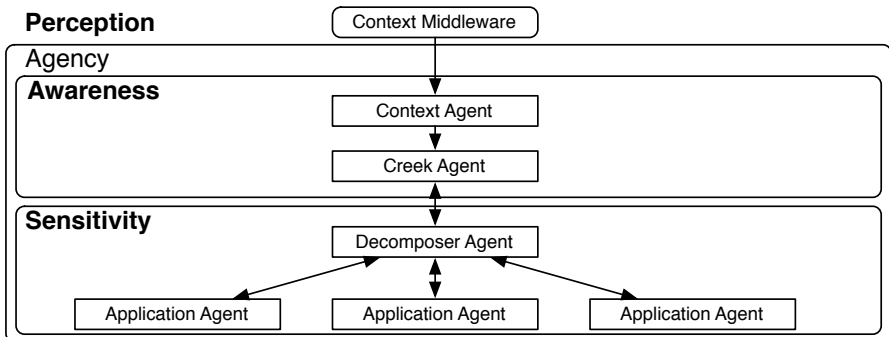 Perception
Context Middleware
Agency
Awareness
Context Agent
Creek Agent
Sensitivity
Decomposer Agent
Application Agent
Application Agent
Application Agent